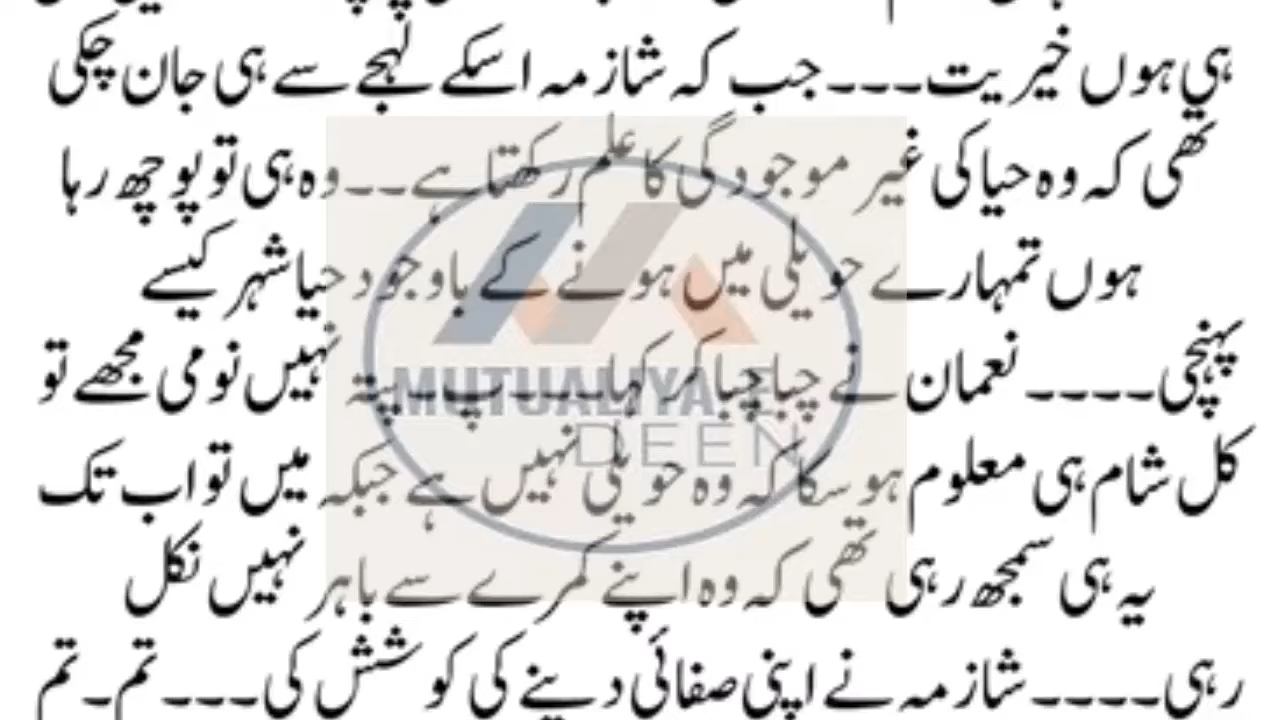 ہی ہوں خیریت۔۔۔جب کہ شازمہ اسکے لہجے سے ہی جان چکی
تھی کہ وہ حیا کی غیر موجودگی کا علم رکھتا ہے۔۔وہ ہی تو پوچھ رہا
ہوں تمہارے حویلی میں ہونے کے باوجود حیا شہر کیسے
پہنچی۔۔۔۔نعمان نے چبا چبا کر کہا۔۔۔۔پ۔۔پتہ نہیں نومی مجھے تو
MUTUALIYA E
DEEN
کل شام ہی معلوم ہو سکا کہ وہ حویلی نہیں ہے جبکہ میں تو اب تک
یہ ہی سمجھ رہی تھی کہ وہ اپنے کمرے سے باہر نہیں نکل
رہی۔۔۔۔شازمہ نے اپنی صفائی دینے کی کوشش کی۔۔۔تم۔تم